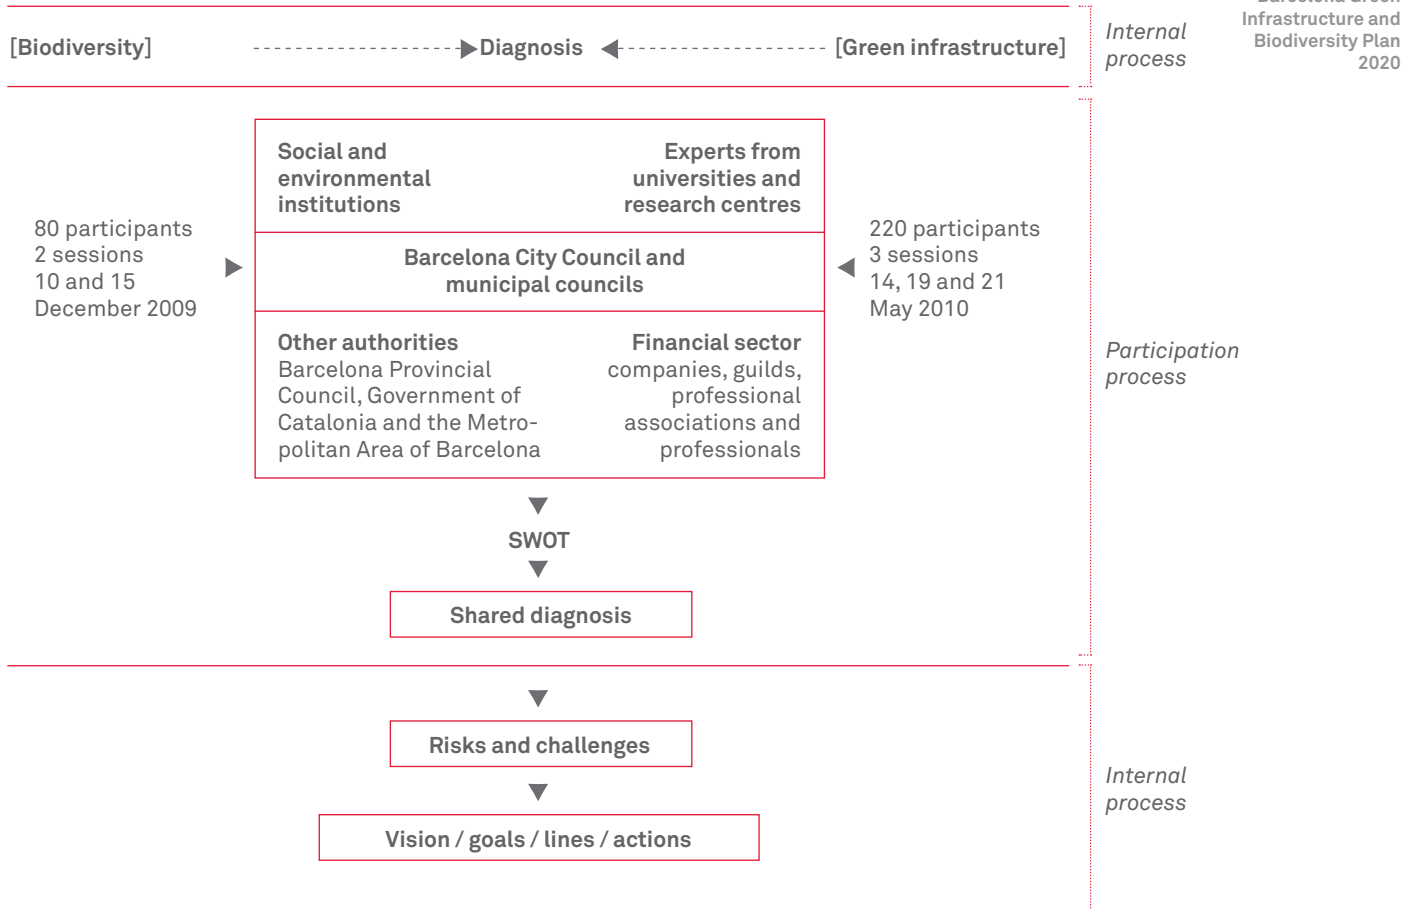 Barcelona Green
Infrastructure and
Biodiversity Plan
2020
[Biodiversity]
Diagnosis
[Green infrastructure]
Internal
process
Social and
environmental
institutions
Experts from
universities and
research centres
80 participants
2 sessions
10 and 15
December 2009
Barcelona City Council and
municipal councils
220 participants
3 sessions
14, 19 and 21
May 2010
Other authorities
Barcelona Provincial
Council, Government of
Catalonia and the Metro-
politan Area of Barcelona
Financial sector
companies, guilds,
professional
associations and
professionals
Participation
process
SWOT
Shared diagnosis
Risks and challenges
Internal
process
Vision / goals / lines / actions